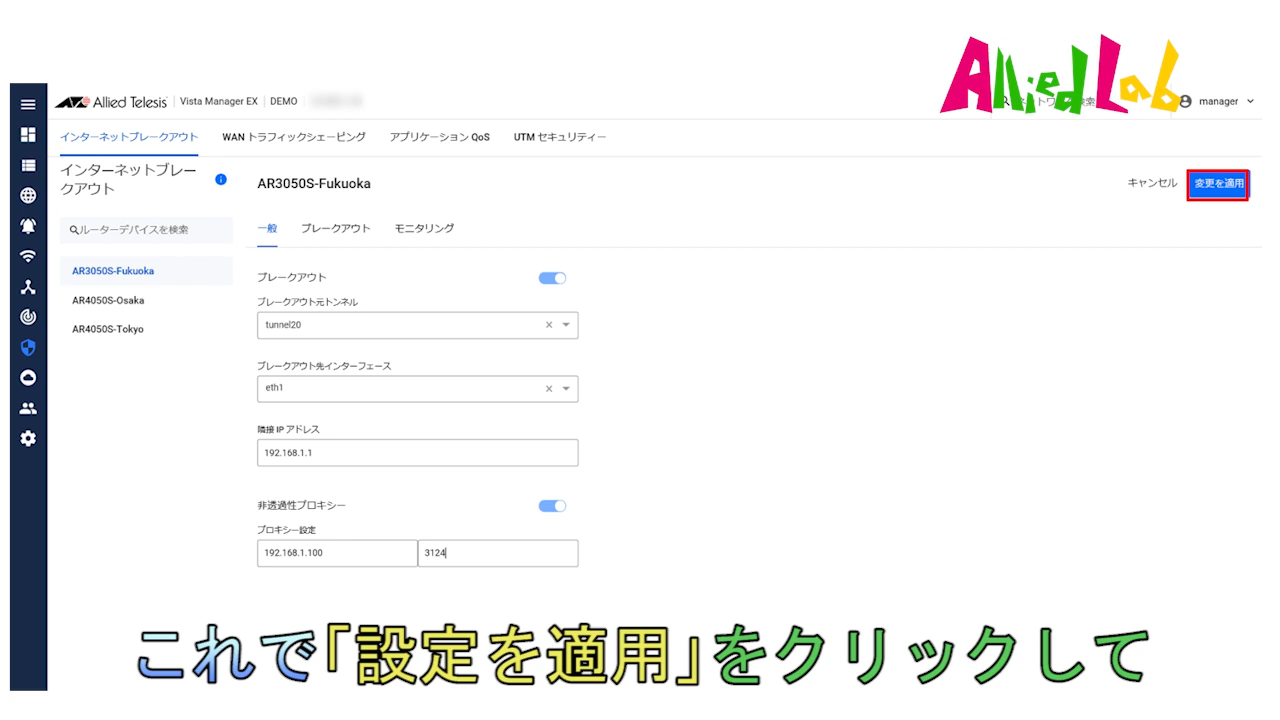 AlliedLab
Allied Telesis Vista Manager EX DEMO
manager
インターネットブレークアウト WAN トラフィックシェーピング アプリケーション QoS UTM セキュリティー
インターネットブレー
クアウト
AR3050S-Fukuoka
キャンセル 変更を適用
ルーターデバイスを検索
一般 ブレークアウト モニタリング
AR3050S-Fukuoka
AR4050S-Osaka
AR4050S-Tokyo
ブレークアウト
ブレークアウト元トンネル
tunnel20
ブレークアウト先インターフェース
eth1
隣接 IP アドレス
192.168.1.1
非透過性プロキシー
プロキシー設定
192.168.1.100 3124
これで「設定を適用」をクリックして